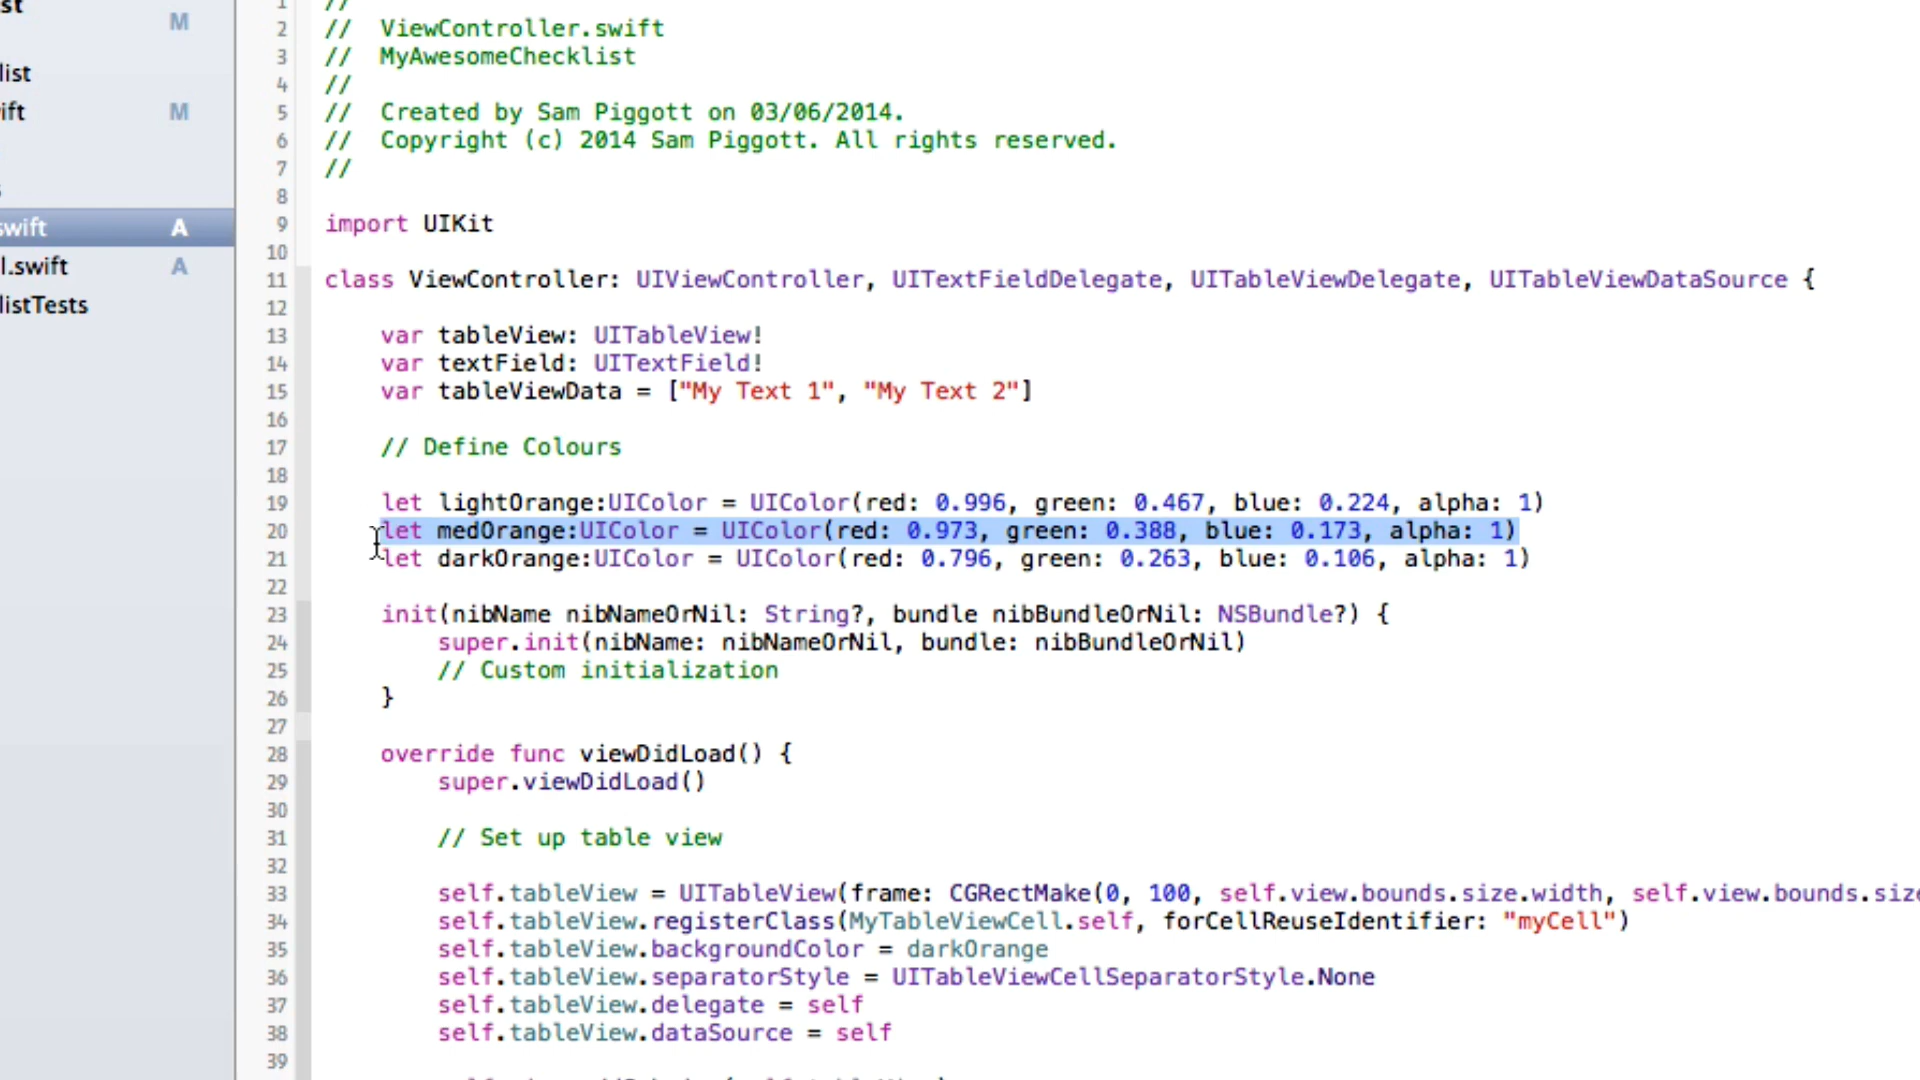 st
M
list
ift
M
swift
A
l.swift
A
listTests
1 //
2 // ViewController.swift
3 // MyAwesomeChecklist
4 //
5 // Created by Sam Piggott on 03/06/2014.
6 // Copyright (c) 2014 Sam Piggott. All rights reserved.
7 //
8
9 import UIKit
10
11 class ViewController: UIViewController, UITextFieldDelegate, UITableViewDelegate, UITableViewDataSource {
12
13 var tableView: UITableView!
14 var textField: UITextField!
15 var tableViewData = ["My Text 1", "My Text 2"]
16
17 // Define Colours
18
19 let lightOrange:UIColor = UIColor(red: 0.996, green: 0.467, blue: 0.224, alpha: 1)
20 let medOrange:UIColor = UIColor(red: 0.973, green: 0.388, blue: 0.173, alpha: 1)
21 let darkOrange:UIColor = UIColor(red: 0.796, green: 0.263, blue: 0.106, alpha: 1)
22
23 init(nibName nibNameOrNil: String?, bundle nibBundleOrNil: NSBundle?) {
24 super.init(nibName: nibNameOrNil, bundle: nibBundleOrNil)
25 // Custom initialization
26 }
27
28 override func viewDidLoad() {
29 super.viewDidLoad()
30
31 // Set up table view
32
33 self.tableView = UITableView(frame: CGRectMake(0, 100, self.view.bounds.size.width, self.view.bounds.size
34 self.tableView.registerClass(MyTableViewCell.self, forCellReuseIdentifier: "myCell")
35 self.tableView.backgroundColor = darkOrange
36 self.tableView.separatorStyle = UITableViewCellSeparatorStyle.None
37 self.tableView.delegate = self
38 self.tableView.dataSource = self
39